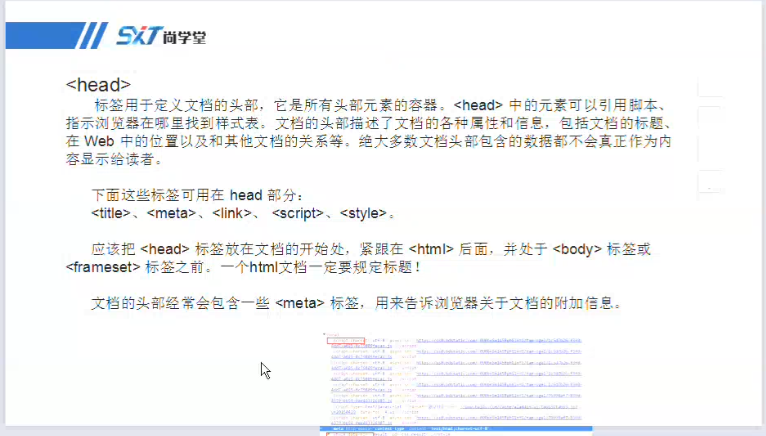 SXT 尚学堂
<head>
标签用于定义文档的头部，它是所有头部元素的容器。<head> 中的元素可以引用脚本、
指示浏览器在哪里找到样式表。文档的头部描述了文档的各种属性和信息，包括文档的标题、
在 Web 中的位置以及和其他文档的关系等。绝大多数文档头部包含的数据都不会真正作为内
容显示给读者。
下面这些标签可用在 head 部分：
<title>、<meta>、<link>、 <script>、<style>。
应该把 <head> 标签放在文档的开始处，紧跟在 <html> 后面，并处于 <body> 标签或
<frameset> 标签之前。一个html文档一定要规定标题！
文档的头部经常会包含一些 <meta> 标签，用来告诉浏览器关于文档的附加信息。